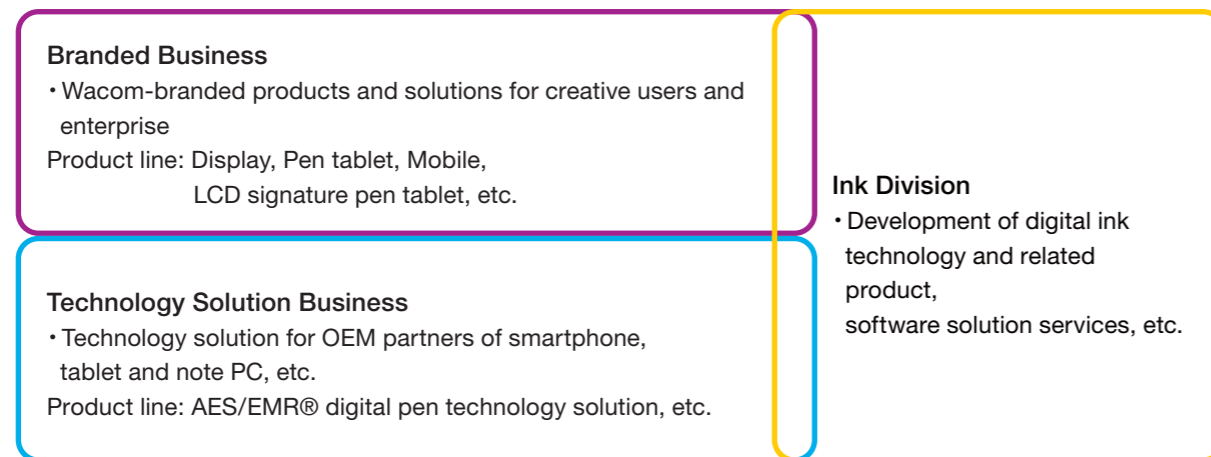 Branded Business
・Wacom-branded products and solutions for creative users and
enterprise
Product line: Display, Pen tablet, Mobile,
LCD signature pen tablet, etc.
Technology Solution Business
・Technology solution for OEM partners of smartphone,
tablet and note PC, etc.
Product line: AES/EMR® digital pen technology solution, etc.
Ink Division
・Development of digital ink
technology and related
product,
software solution services, etc.